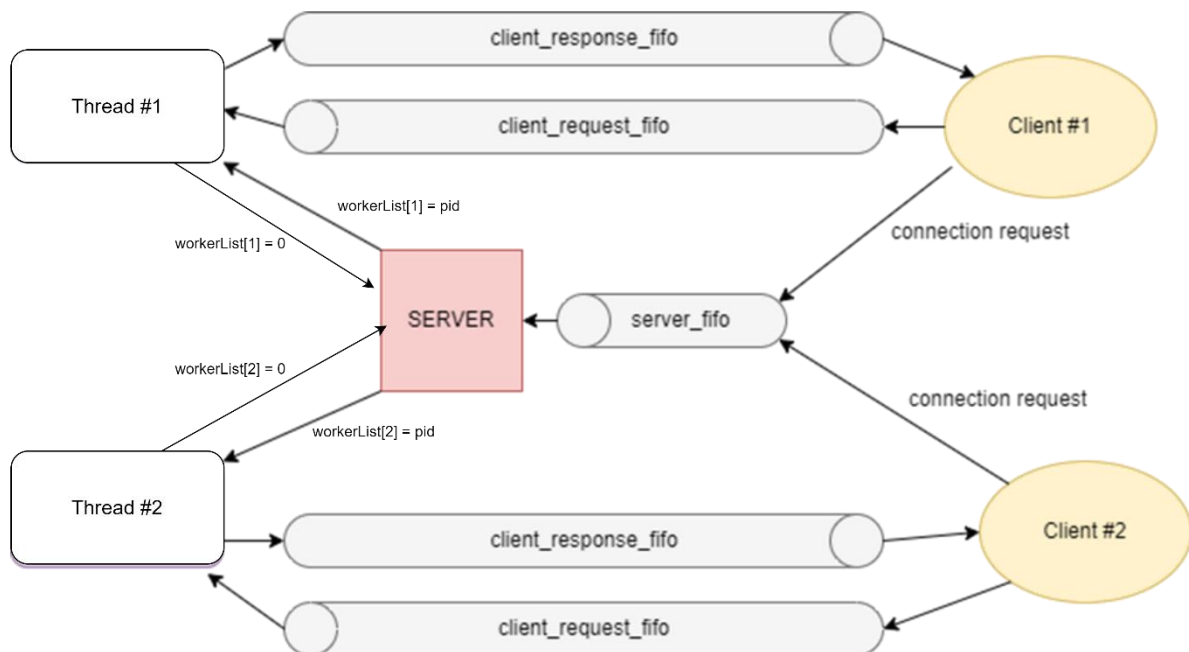 client_response_fifo
Thread #1
client_request_fifo
Client #1
workerList[1] = pid
workerList[1] = 0
connection request
SERVER
server_fifo
workerList[2] = 0
connection request
workerList[2] = pid
Thread #2
client_response_fifo
Client #2
client_request_fifo